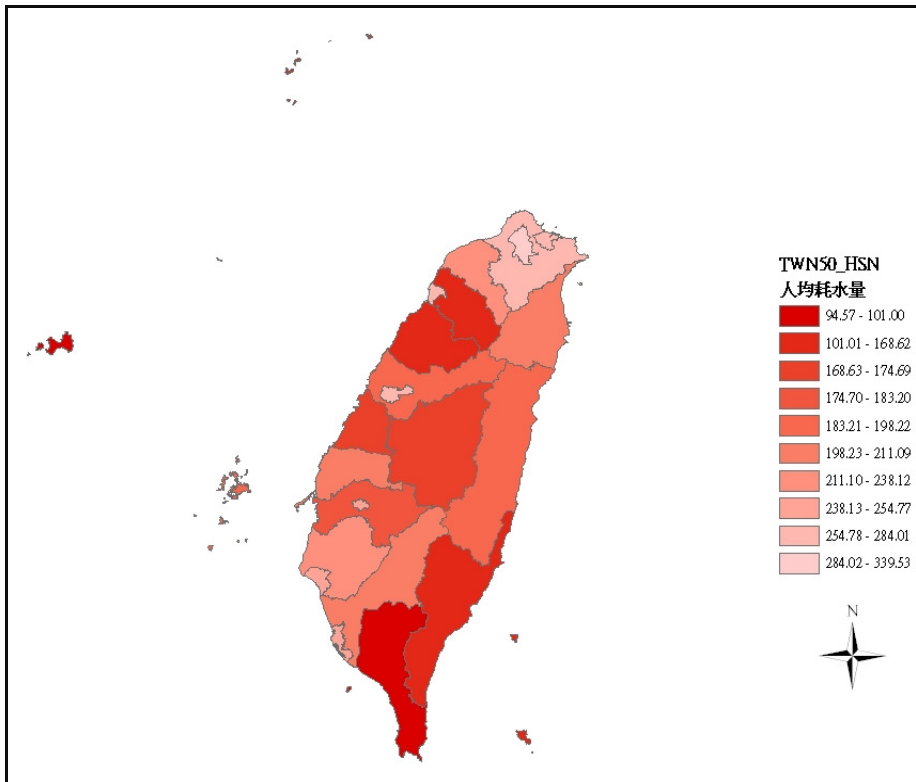 TWN50_HSN
人均耗水量
94.57 - 101.00
101.01 - 168.62
168.63 - 174.69
174.70 - 183.20
183.21 - 198.22
198.23 - 211.09
211.10 - 238.12
238.13 - 254.77
254.78 - 284.01
284.02 - 339.53
N